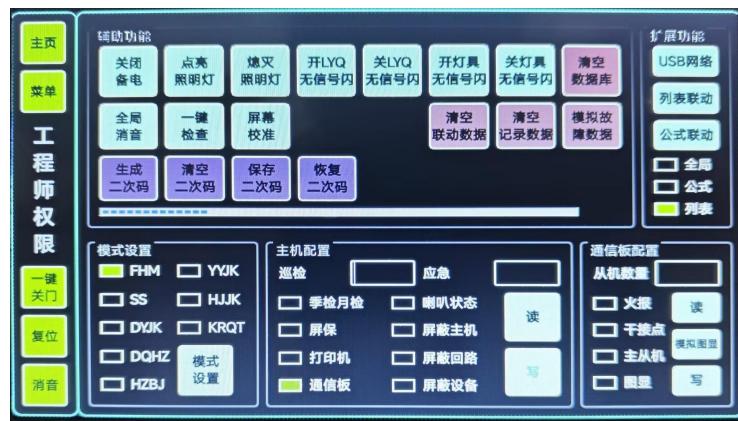 主页
菜单
工程师权限
一键
关门
复位
消音
辅助功能
关闭
备电
点亮
照明灯
熄灭
照明灯
开LYQ
无信号闪
关LYQ
无信号闪
开灯具
无信号闪
关灯具
无信号闪
清空
数据库
全局
消音
一键
检查
屏幕
校准
清空
联动数据
清空
记录数据
模拟故
障数据
生成
二次码
清空
二次码
保存
二次码
恢复
二次码
扩展功能
USB网络
列表联动
公式联动
全局
公式
列表
模式设置
FHM
YYJK
SS
HJJK
DYJK
KRQT
DQHZ
HZBJ
模式
设置
主机配置
巡检
应急
季检月检
喇叭状态
屏保
屏蔽主机
打印机
屏蔽回路
通信板
屏蔽设备
读
写
通信板配置
从机数量
火报
干接点
主从机
图显
读
模拟图显
写